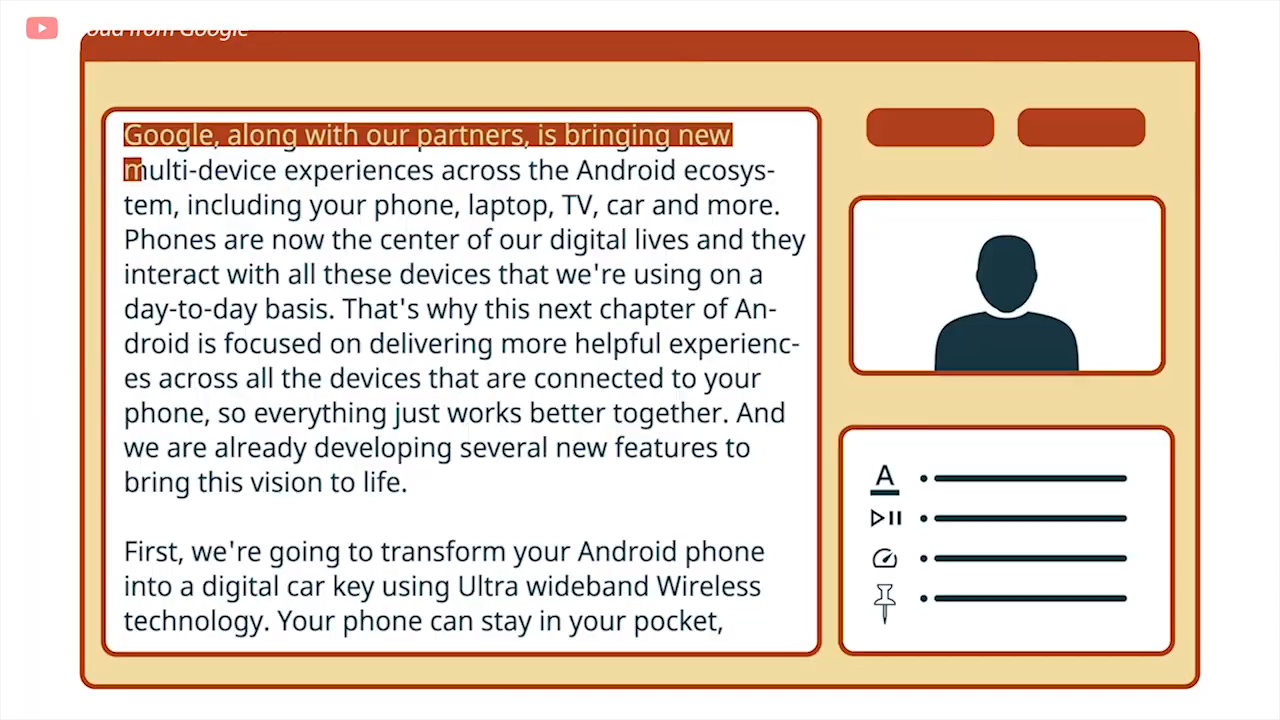 oud from Google
Google, along with our partners, is bringing new
multi-device experiences across the Android ecosys-
tem, including your phone, laptop, TV, car and more.
Phones are now the center of our digital lives and they
interact with all these devices that we're using on a
day-to-day basis. That's why this next chapter of An-
droid is focused on delivering more helpful experienc-
es across all the devices that are connected to your
phone, so everything just works better together. And
we are already developing several new features to
bring this vision to life.
First, we're going to transform your Android phone
into a digital car key using Ultra wideband Wireless
technology. Your phone can stay in your pocket,
A